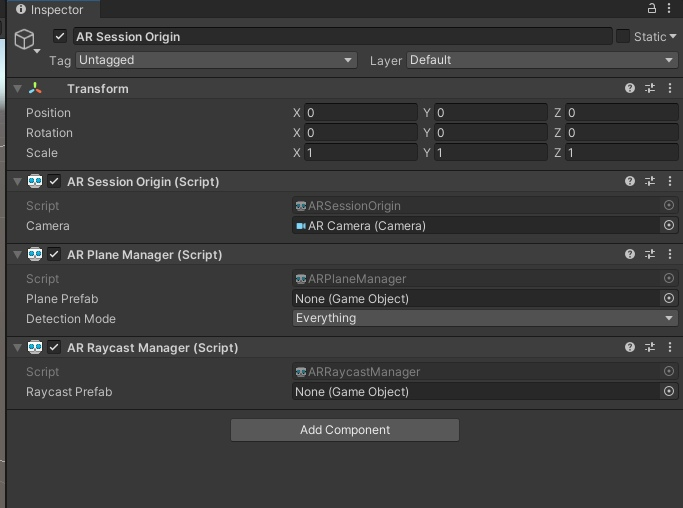 Inspector
AR Session Origin Static
Tag Untagged Layer Default
Transform
Position X 0 Y 0 Z 0
Rotation X 0 Y 0 Z 0
Scale X 1 Y 1 Z 1
AR Session Origin (Script)
Script ARSessionOrigin
Camera AR Camera (Camera)
AR Plane Manager (Script)
Script ARPlaneManager
Plane Prefab None (Game Object)
Detection Mode Everything
AR Raycast Manager (Script)
Script ARRaycastManager
Raycast Prefab None (Game Object)
Add Component